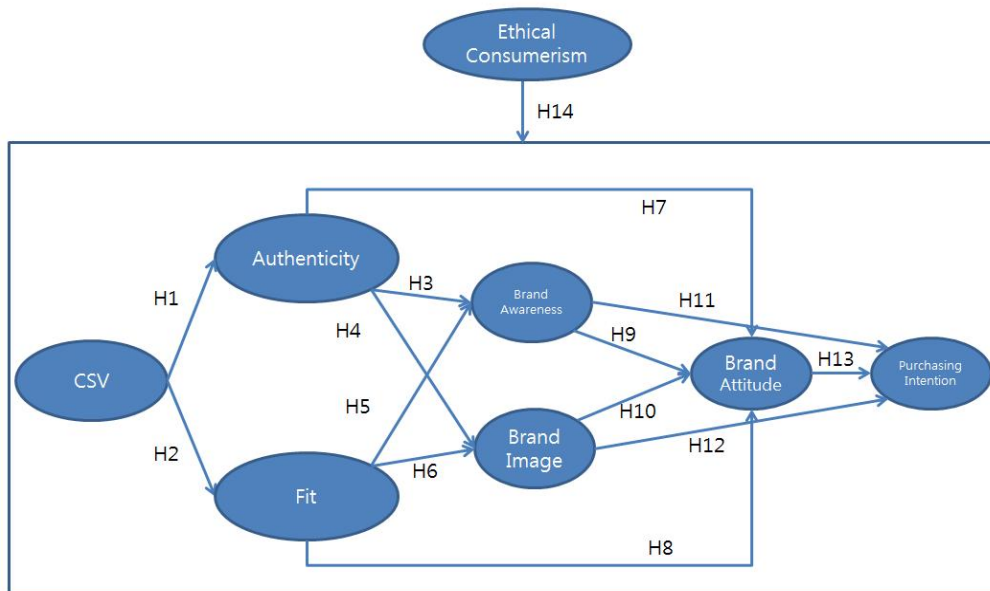 Ethical
Consumerism
H14
H7
Authenticity
H3
H1
Brand
Awareness
H11
H4
H9
CSV
Brand
Attitude
H13
Purchasing
Intention
H5
H10
H2
Brand
Image
H12
H6
Fit
H8